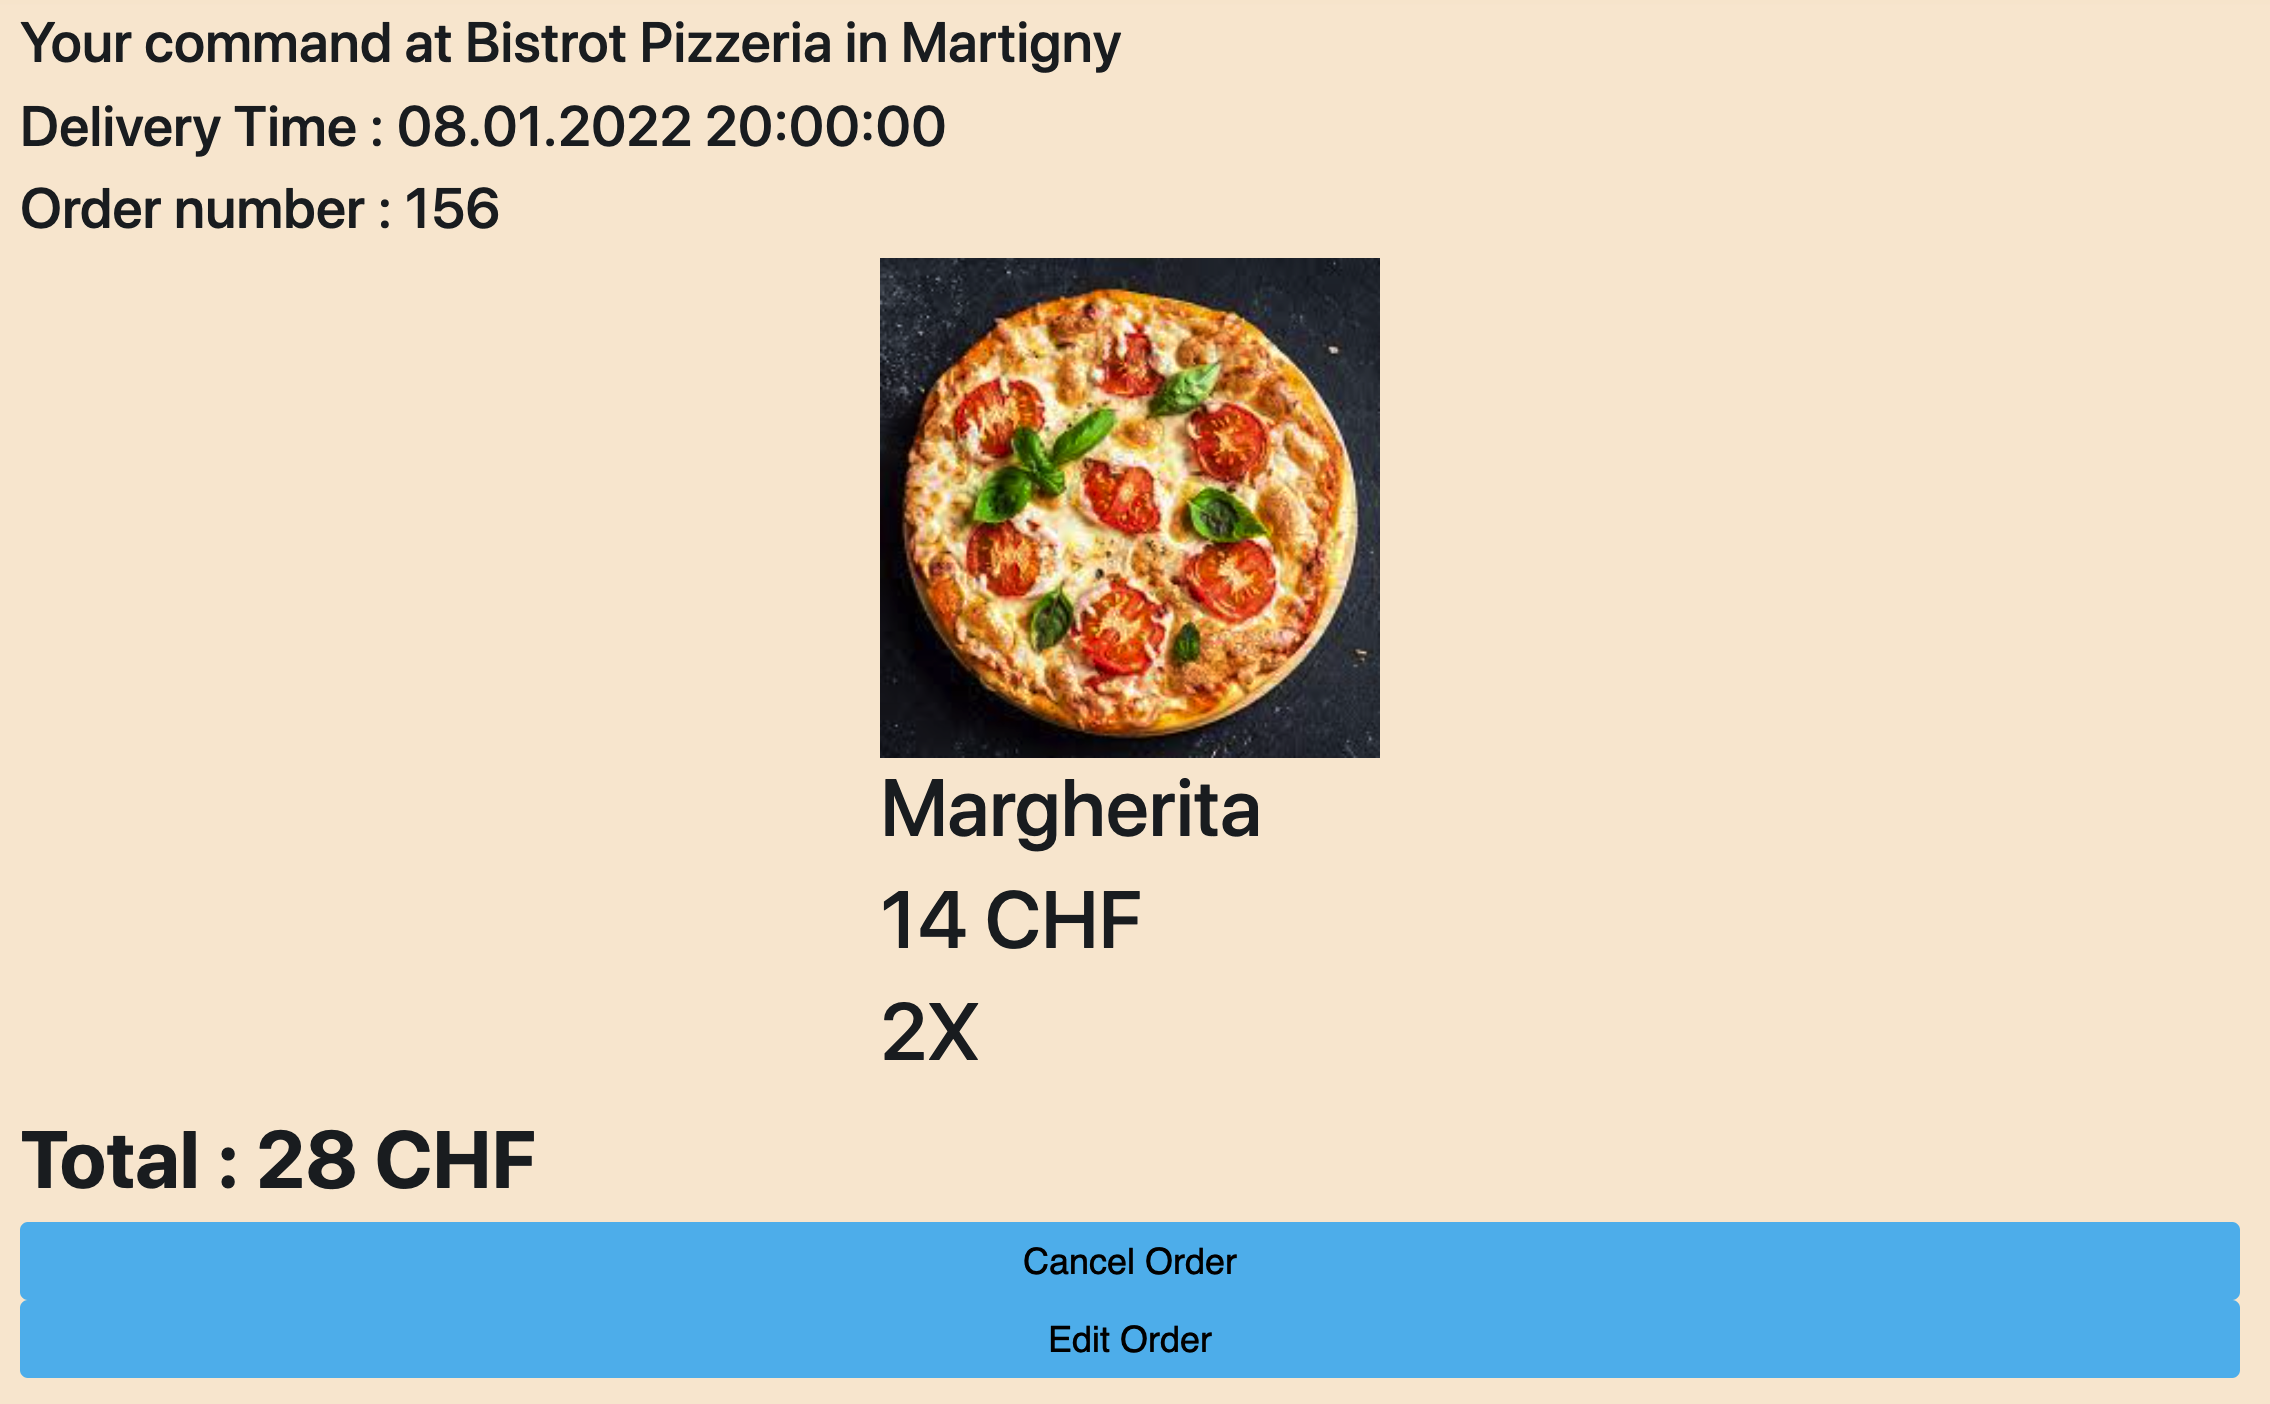 Your command at Bistrot Pizzeria in Martigny
Delivery Time : 08.01.2022 20:00:00
Order number : 156
Margherita
14 CHF
2X
Total : 28 CHF
Cancel Order
Edit Order